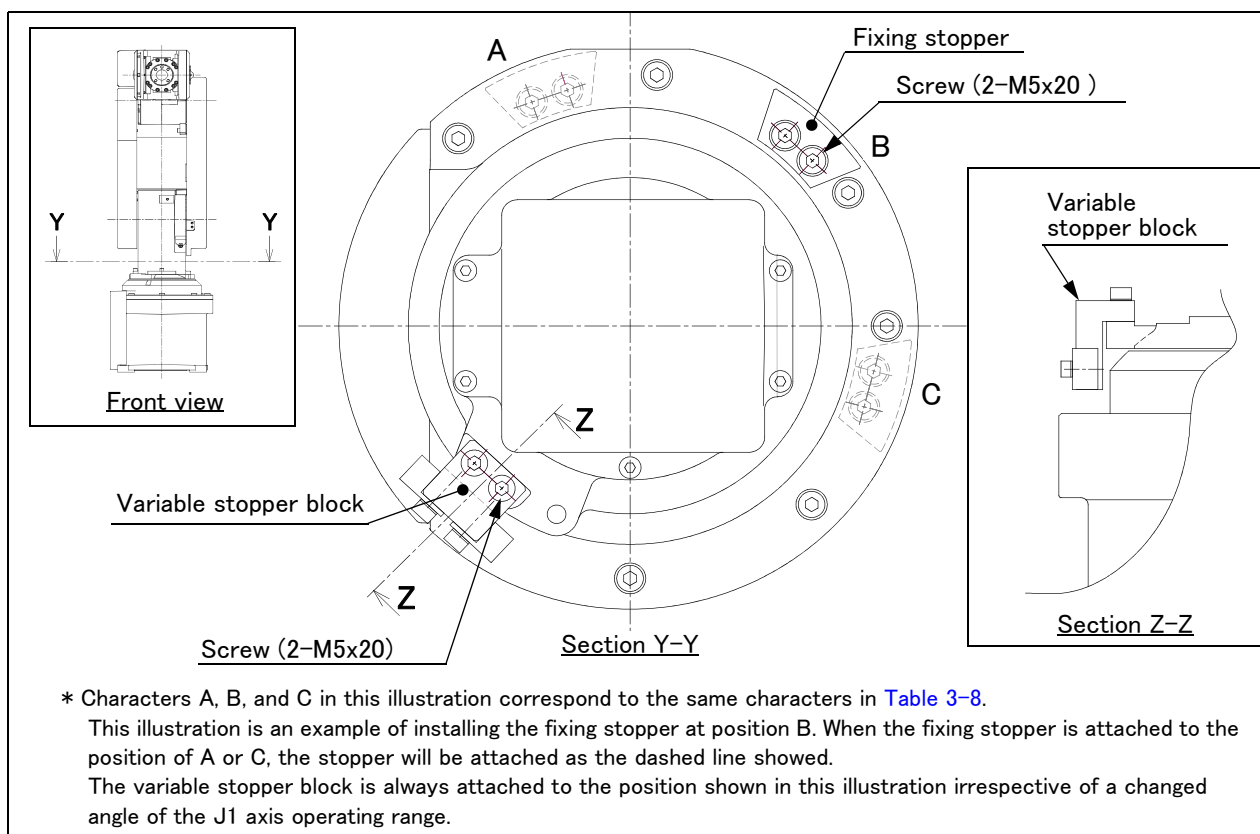 A
Fixing stopper
Screw (2-M5x20 )
B
Y Y
Front view
Variable
stopper block
C
Z
Variable stopper block
Z
Screw (2-M5x20)
Section Y-Y
Section Z-Z
* Characters A, B, and C in this illustration correspond to the same characters in Table 3-8.
This illustration is an example of installing the fixing stopper at position B. When the fixing stopper is attached to the
position of A or C, the stopper will be attached as the dashed line showed.
The variable stopper block is always attached to the position shown in this illustration irrespective of a changed
angle of the J1 axis operating range.